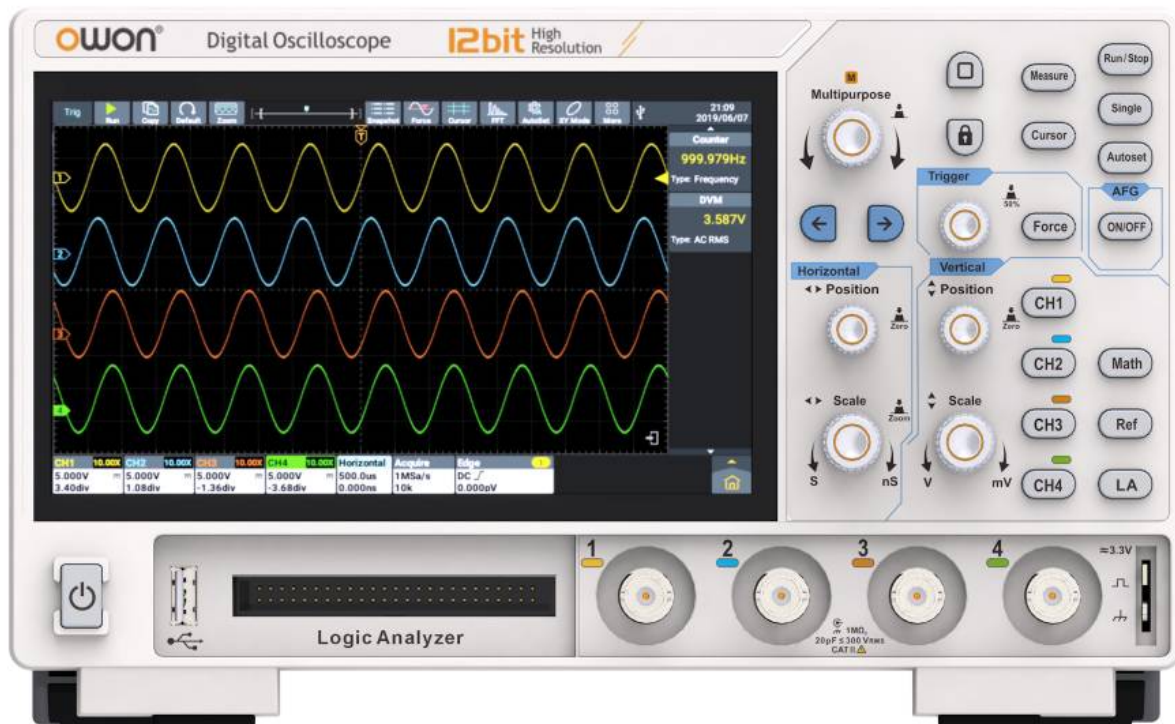 OWON® Digital Oscilloscope 12bit High Resolution
Trig Run Copy Default Zoom T Snapshot Force Cursor FFT AutoSet XY Mode More 21:09
2019/06/07
Counter
999.979Hz
Type: Frequency
DVM
3.587V
Type: AC RMS
1
2
3
4
CH1 10.00X CH2 10.00X CH3 10.00X CH4 10.00X Horizontal Acquire Edge 1
5.000V 5.000V 5.000V 5.000V 500.0us 1MSa/s DC
3.40div 1.08div -1.36div -3.68div 0.000ns 10k 0.000pV
M
Multipurpose
Measure
Cursor
Run/Stop
Single
Autoset
Trigger
50%
Force
AFG
ON/OFF
Horizontal
Position
Zero
Scale
Zoom
S nS
Vertical
Position
Zero
Scale
V mV
CH1
CH2 Math
CH3 Ref
CH4 LA
Logic Analyzer
1 2 3 4
1MΩ
20pF ≤300 VRMS
CAT II
≈3.3V